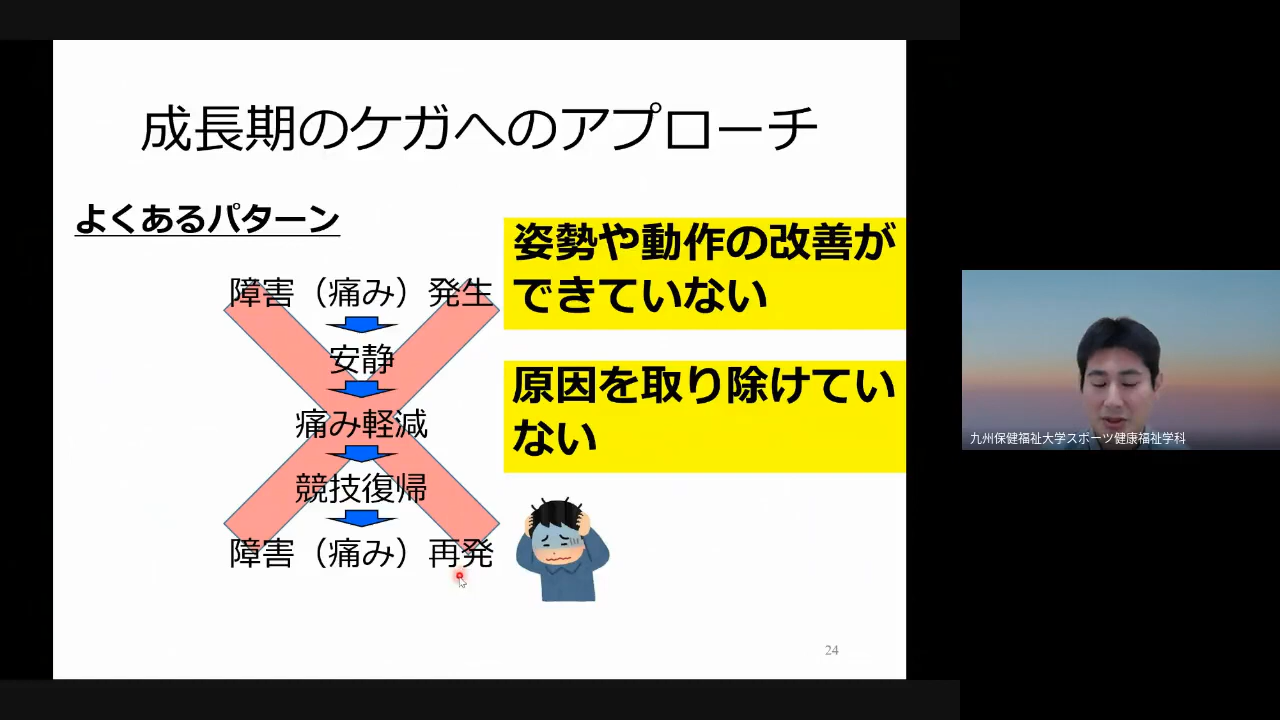 成長期のケガへのアプローチ
よくあるパターン
障害（痛み）発生
安静
痛み軽減
競技復帰
障害（痛み）再発
姿勢や動作の改善が
できていない
原因を取り除けてい
ない
24
九州保健福祉大学スポーツ健康福祉学科